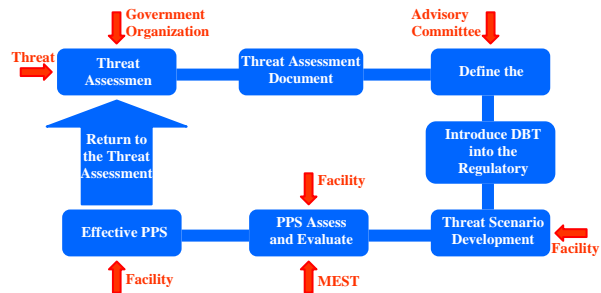 Government
Organization
Advisory
Committee
Threat
Threat
Assessmen
Threat Assessment
Document
Define the
Return to
the Threat
Assessment
Introduce DBT
into the
Regulatory
Facility
Effective PPS
PPS Assess
and Evaluate
Threat Scenario
Development
Facility
Facility
MEST